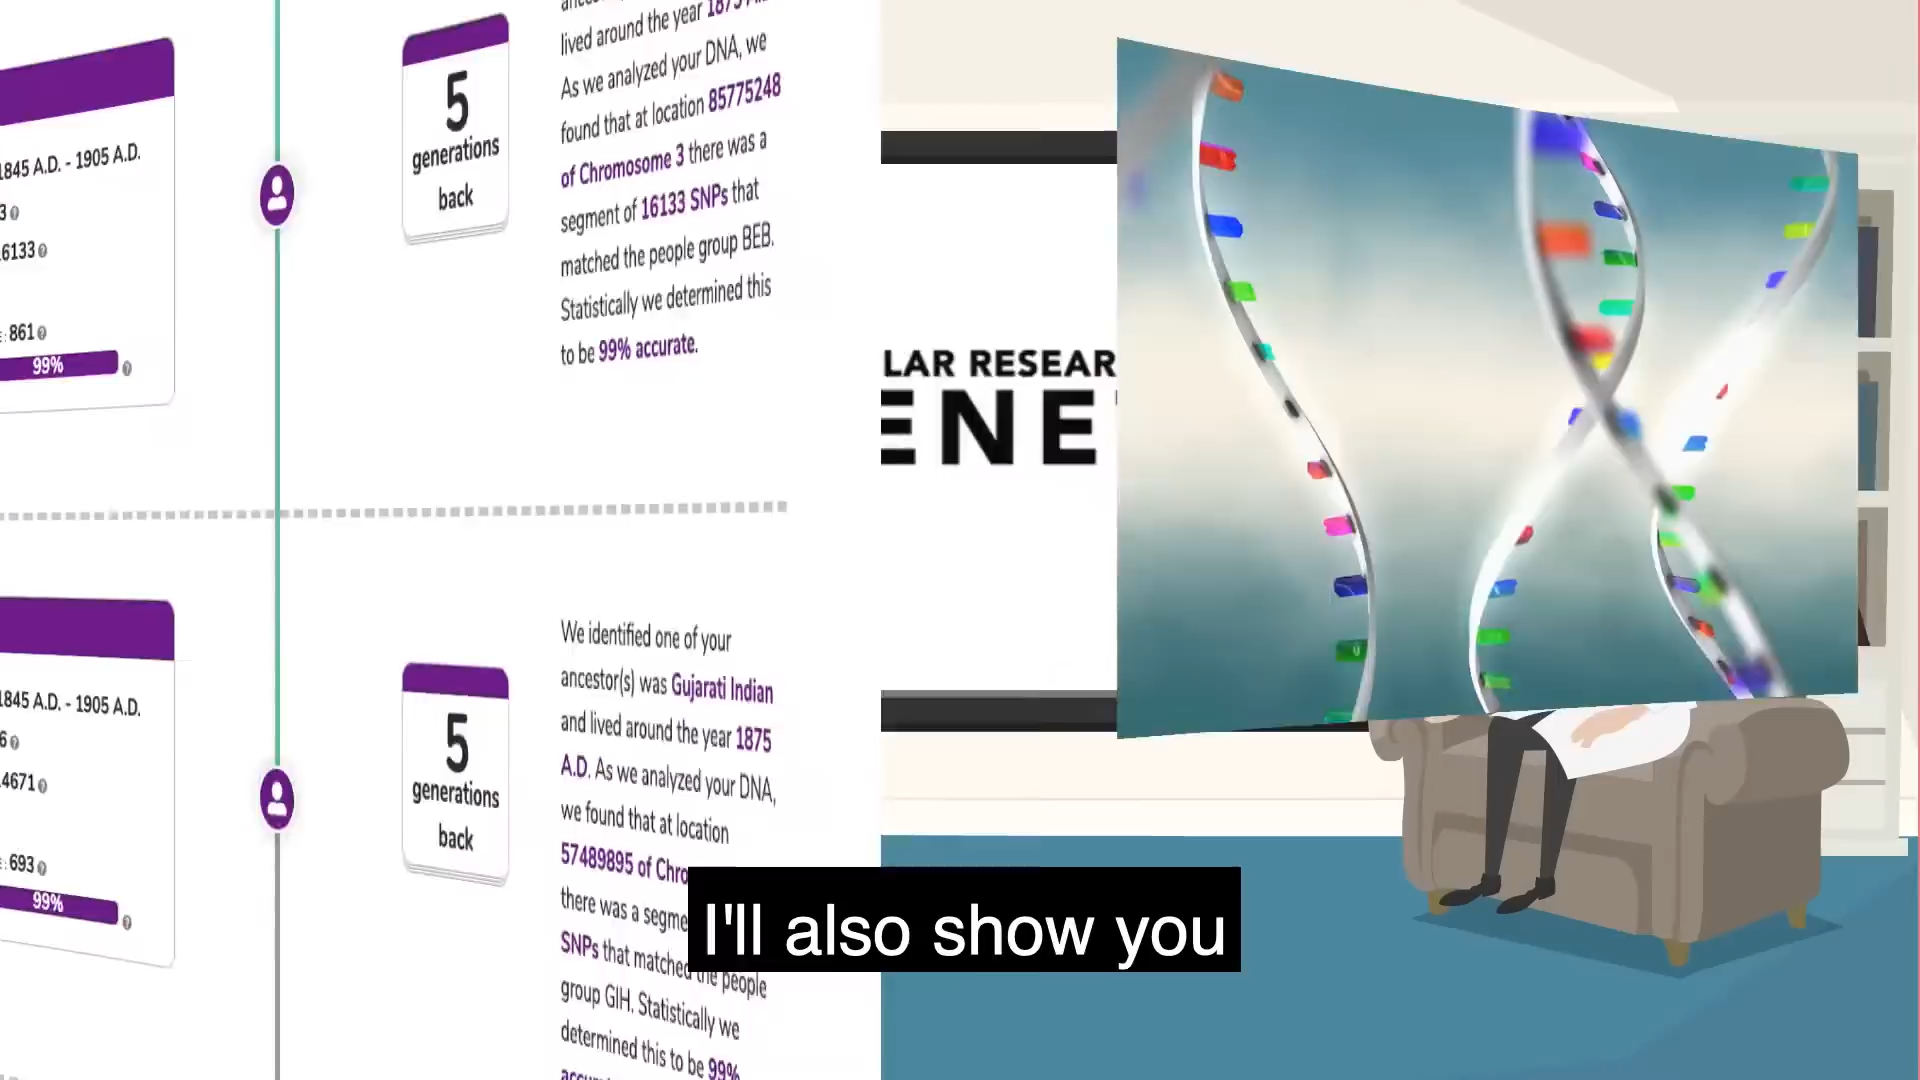 1845 A.D. - 1905 A.D.
3
6133
861
99%
5
generations
back
lived around the year 1875
As we analyzed your DNA, we
found that at location 85775248
of Chromosome 3 there was a
segment of 16133 SNPs that
matched the people group BEB.
Statistically we determined this
to be 99% accurate.
LAR RESEAR
ENE
1845 A.D. - 1905 A.D.
6
4671
693
99%
5
generations
back
We identified one of your
ancestor(s) was Gujarati Indian
and lived around the year 1875
A.D. As we analyzed your DNA,
we found that at location
57489895 of Chro
there was a segme
SNPs that matched the people
group GIH. Statistically we
determined this to be 99%
I'll also show you